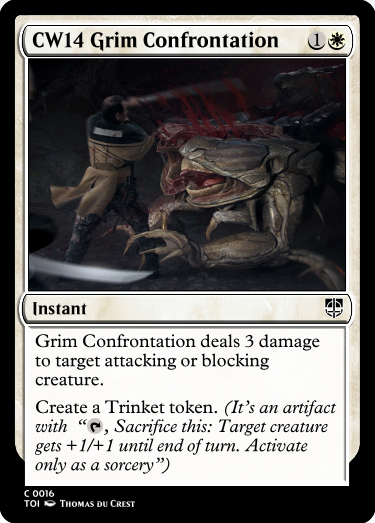 CW14 Grim Confrontation 1
Instant
Grim Confrontation deals 3 damage
to target attacking or blocking
creature.
Create a Trinket token. (It's an artifact
with “, Sacrifice this: Target creature
gets +1/+1 until end of turn. Activate
only as a sorcery”)
C 0016
TOI Thomas du Crest